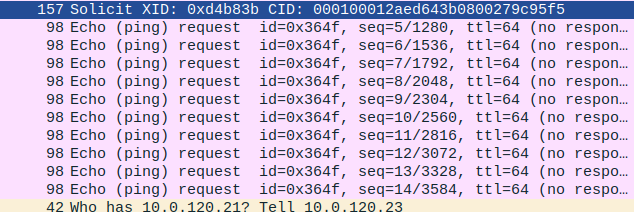 157 Solicit XID: 0xd4b83b CID: 000100012aed643b0800279c95f5
98 Echo (ping) request id=0x364f, seq=5/1280, ttl=64 (no respon…
98 Echo (ping) request id=0x364f, seq=6/1536, ttl=64 (no respon…
98 Echo (ping) request id=0x364f, seq=7/1792, ttl=64 (no respon…
98 Echo (ping) request id=0x364f, seq=8/2048, ttl=64 (no respon…
98 Echo (ping) request id=0x364f, seq=9/2304, ttl=64 (no respon…
98 Echo (ping) request id=0x364f, seq=10/2560, ttl=64 (no respo…
98 Echo (ping) request id=0x364f, seq=11/2816, ttl=64 (no respo…
98 Echo (ping) request id=0x364f, seq=12/3072, ttl=64 (no respo…
98 Echo (ping) request id=0x364f, seq=13/3328, ttl=64 (no respo…
98 Echo (ping) request id=0x364f, seq=14/3584, ttl=64 (no respo…
42 Who has 10.0.120.21? Tell 10.0.120.23